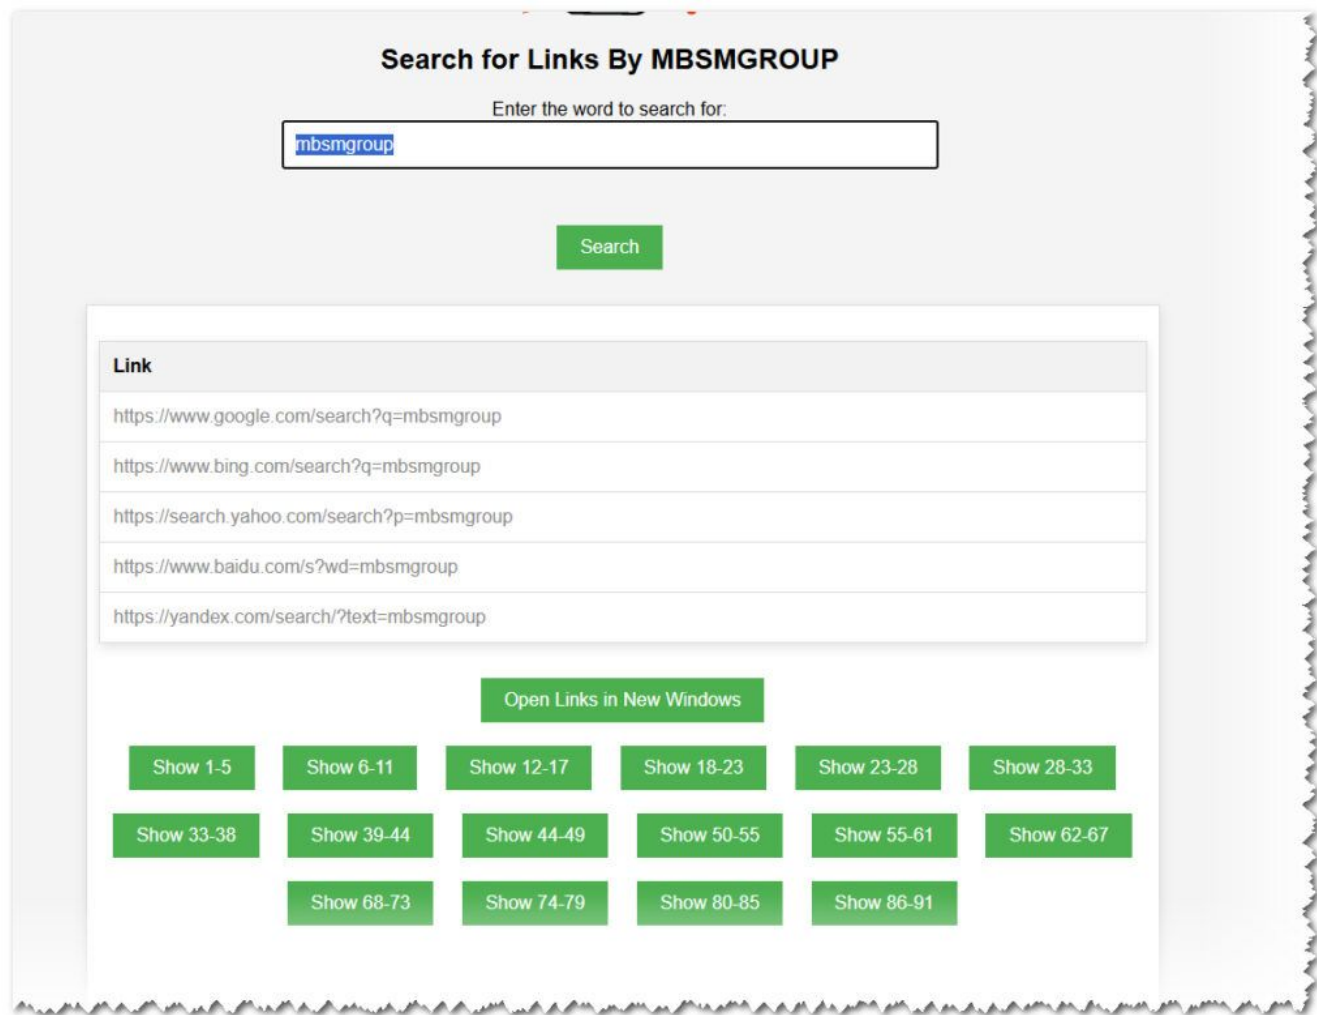 Search for Links By MBSMGROUP
Enter the word to search for:
mbsmgroup
Search
Link
https://www.google.com/search?q=mbsmgroup
https://www.bing.com/search?q=mbsmgroup
https://search.yahoo.com/search?p=mbsmgroup
https://www.baidu.com/s?wd=mbsmgroup
https://yandex.com/search/?text=mbsmgroup
Open Links in New Windows
Show 1-5 Show 6-11 Show 12-17 Show 18-23 Show 23-28 Show 28-33
Show 33-38 Show 39-44 Show 44-49 Show 50-55 Show 55-61 Show 62-67
Show 68-73 Show 74-79 Show 80-85 Show 86-91